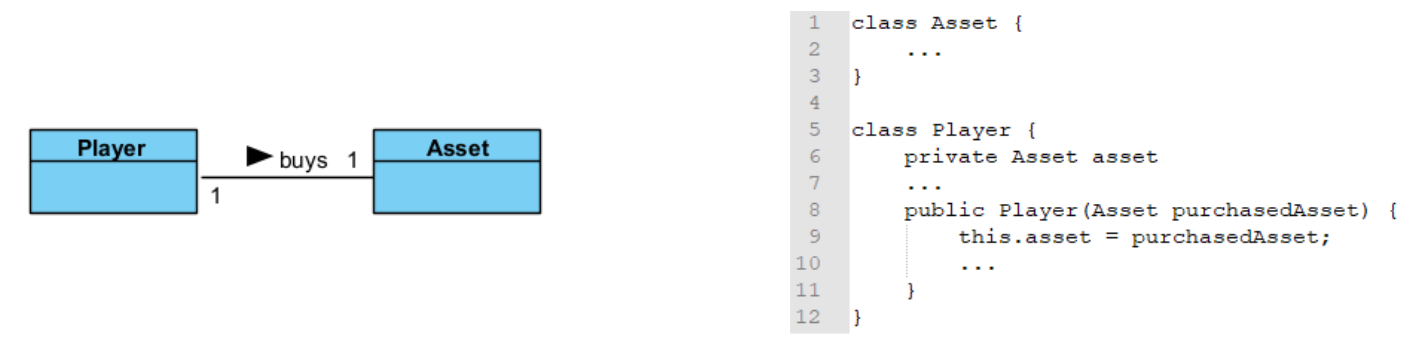 Player
buys 1
Asset
1
1 class Asset {
2 ...
3 }
4
5 class Player {
6 private Asset asset
7 ...
8 public Player(Asset purchasedAsset) {
9 this.asset = purchasedAsset;
10 ...
11 }
12 }